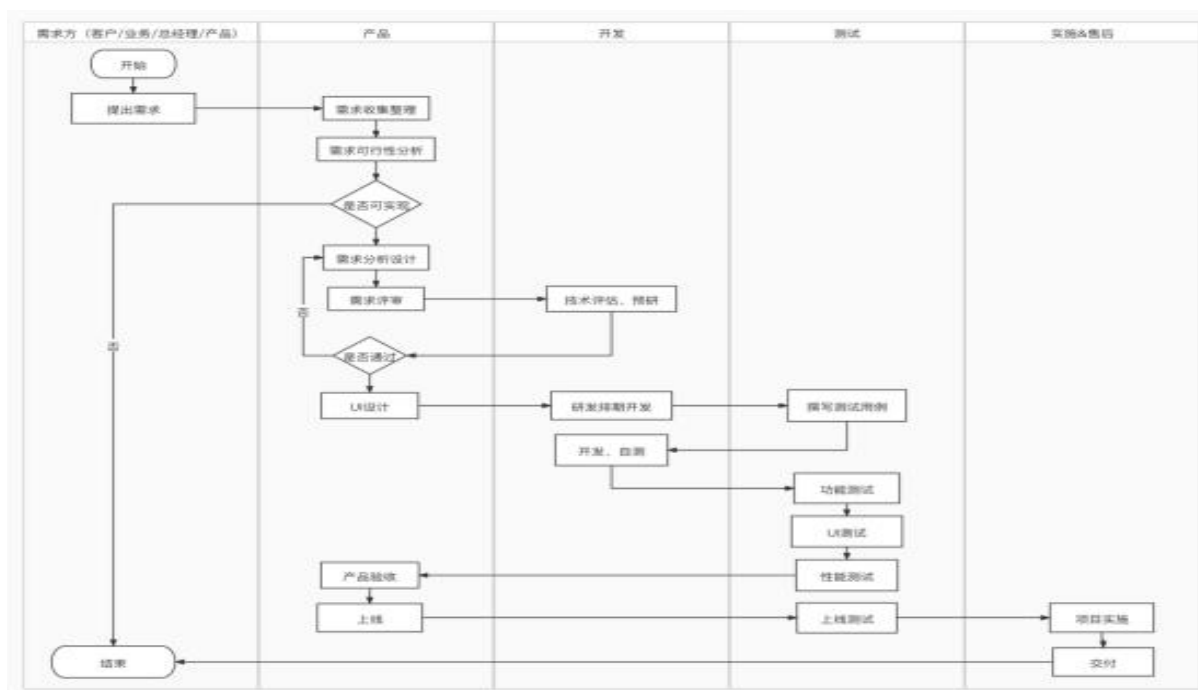 需求方（客户/业务/总经理/产品）
产品
开发
测试
实施&售后
开始
提出需求
需求收集整理
需求可行性分析
是否可实现
需求分析设计
需求评审
技术评估、预研
否
否
是否通过
UI设计
研发排期开发
撰写测试用例
开发、自测
功能测试
UI测试
产品验收
性能测试
上线
上线测试
项目实施
结束
交付